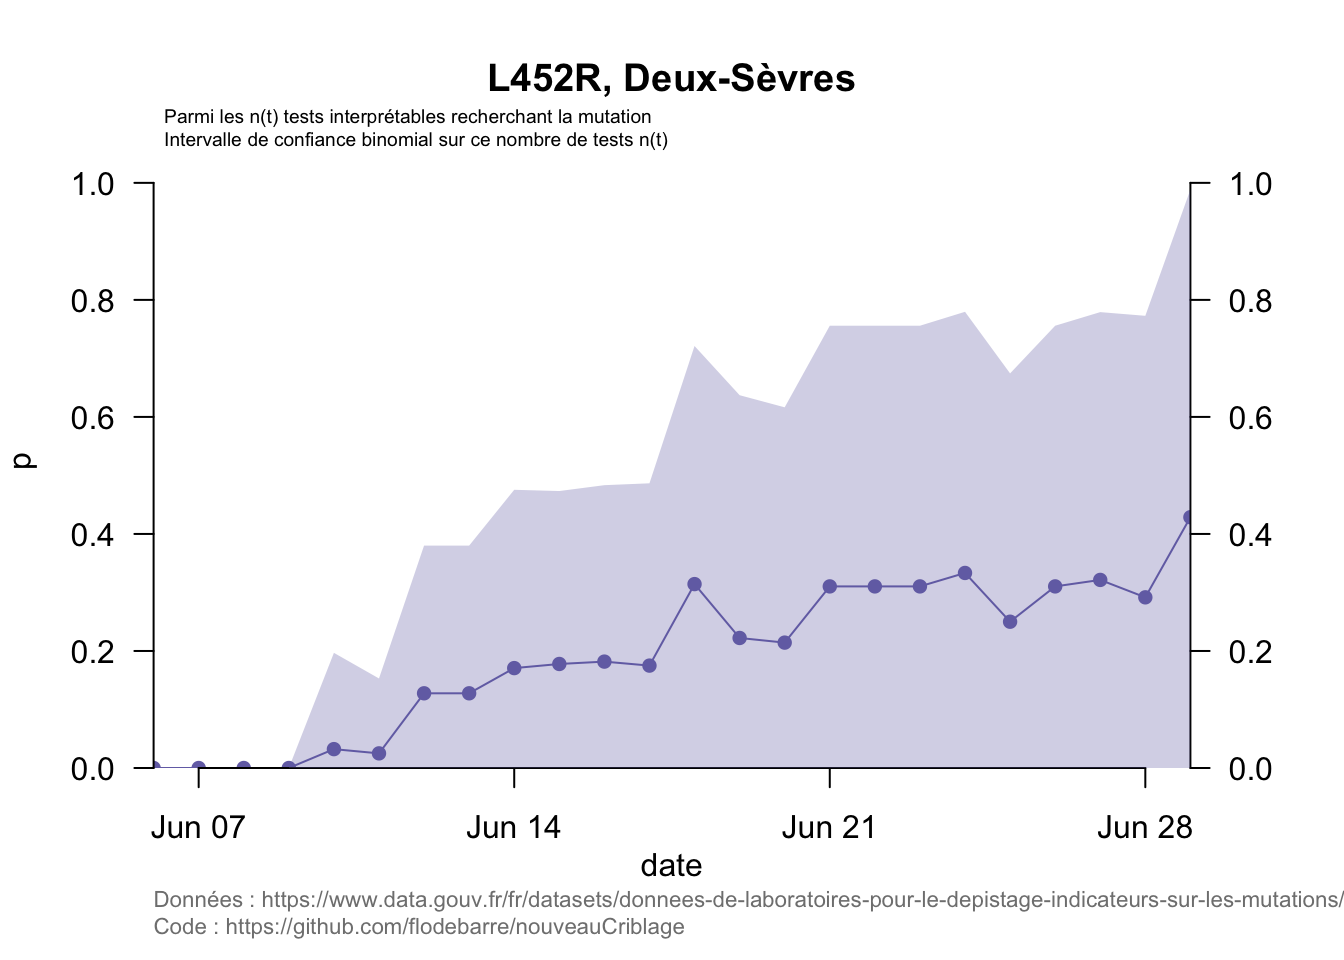 L452R, Deux-Sèvres
Parmi les n(t) tests interprétables recherchant la mutation
Intervalle de confiance binomial sur ce nombre de tests n(t)
1.0
0.8
0.6
0.4
0.2
0.0
p
1.0
0.8
0.6
0.4
0.2
0.0
Jun 07 Jun 14 Jun 21 Jun 28
date
Données : https://www.data.gouv.fr/fr/datasets/donnees-de-laboratoires-pour-le-depistage-indicateurs-sur-les-mutations/
Code : https://github.com/flodebarre/nouveauCriblage